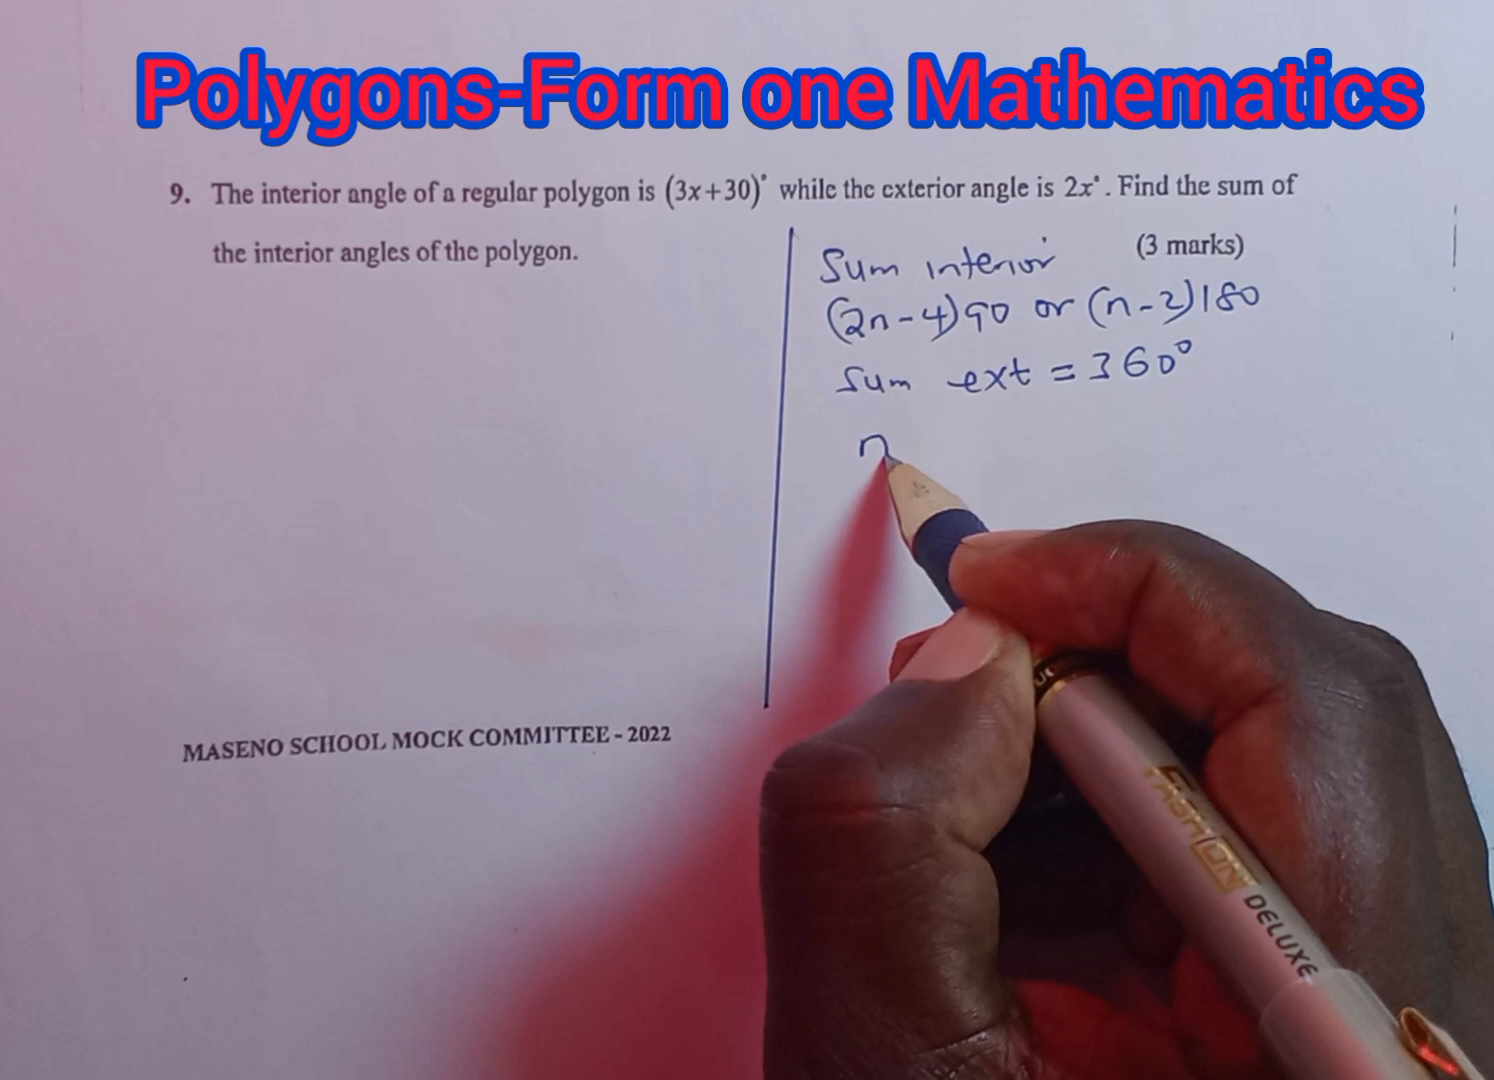 Polygons-Form one Mathematics
9. The interior angle of a regular polygon is (3x+30)° while the exterior angle is 2x°. Find the sum of
the interior angles of the polygon. (3 marks)
Sum interior
(2n-4)90 or (n-2)180
Sum ext = 360°
n
MASENO SCHOOL MOCK COMMITTEE - 2022
FASHION DELUXE